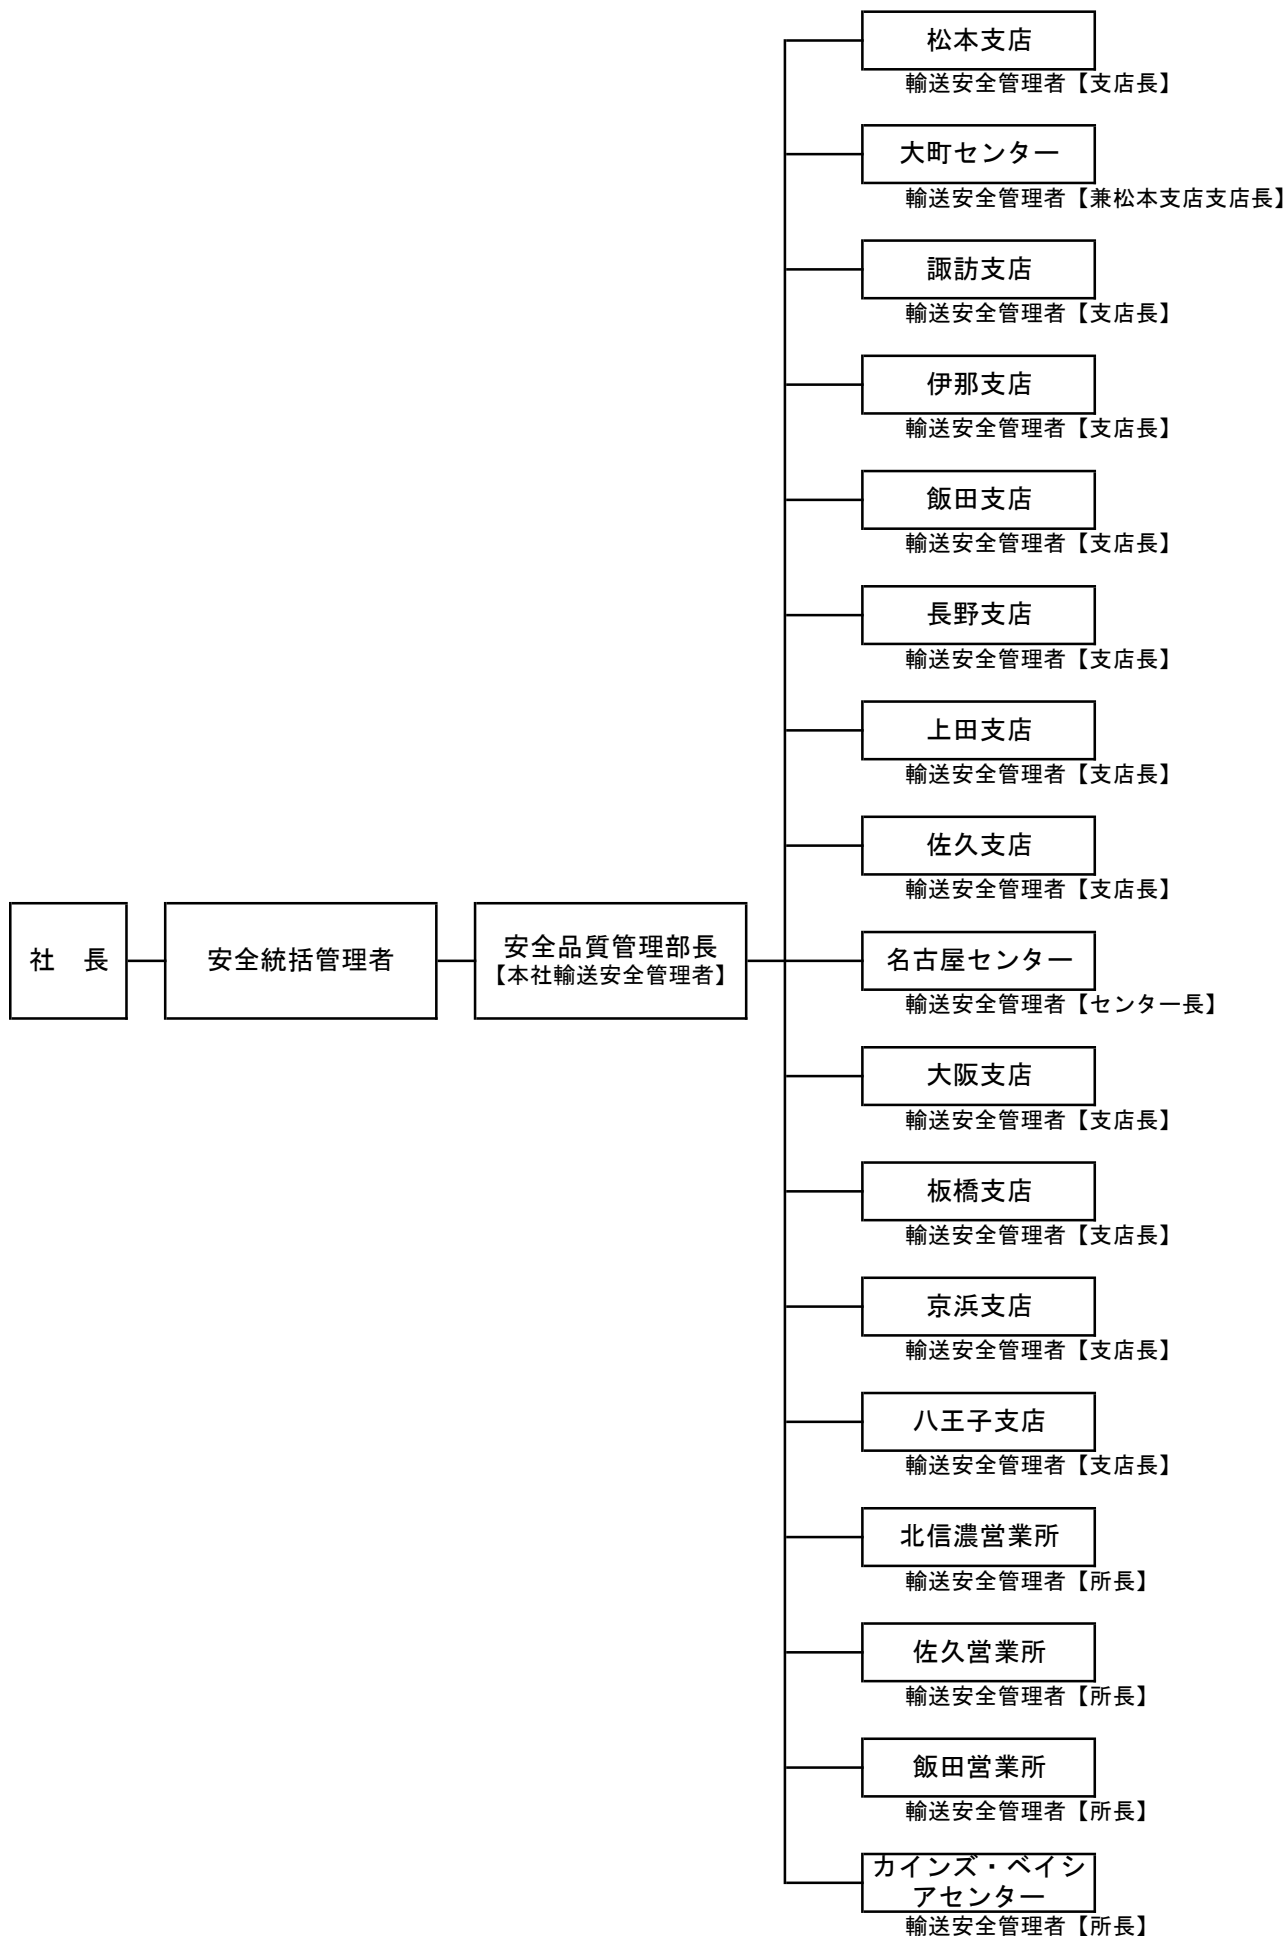 松本支店
輸送安全管理者【支店長】
大町センター
輸送安全管理者【兼松本支店支店長】
諏訪支店
輸送安全管理者【支店長】
伊那支店
輸送安全管理者【支店長】
飯田支店
輸送安全管理者【支店長】
長野支店
輸送安全管理者【支店長】
上田支店
輸送安全管理者【支店長】
佐久支店
輸送安全管理者【支店長】
社　長
安全統括管理者
安全品質管理部長
【本社輸送安全管理者】
名古屋センター
輸送安全管理者【センター長】
大阪支店
輸送安全管理者【支店長】
板橋支店
輸送安全管理者【支店長】
京浜支店
輸送安全管理者【支店長】
八王子支店
輸送安全管理者【支店長】
北信濃営業所
輸送安全管理者【所長】
佐久営業所
輸送安全管理者【所長】
飯田営業所
輸送安全管理者【所長】
カインズ・ベイシ
アセンター
輸送安全管理者【所長】